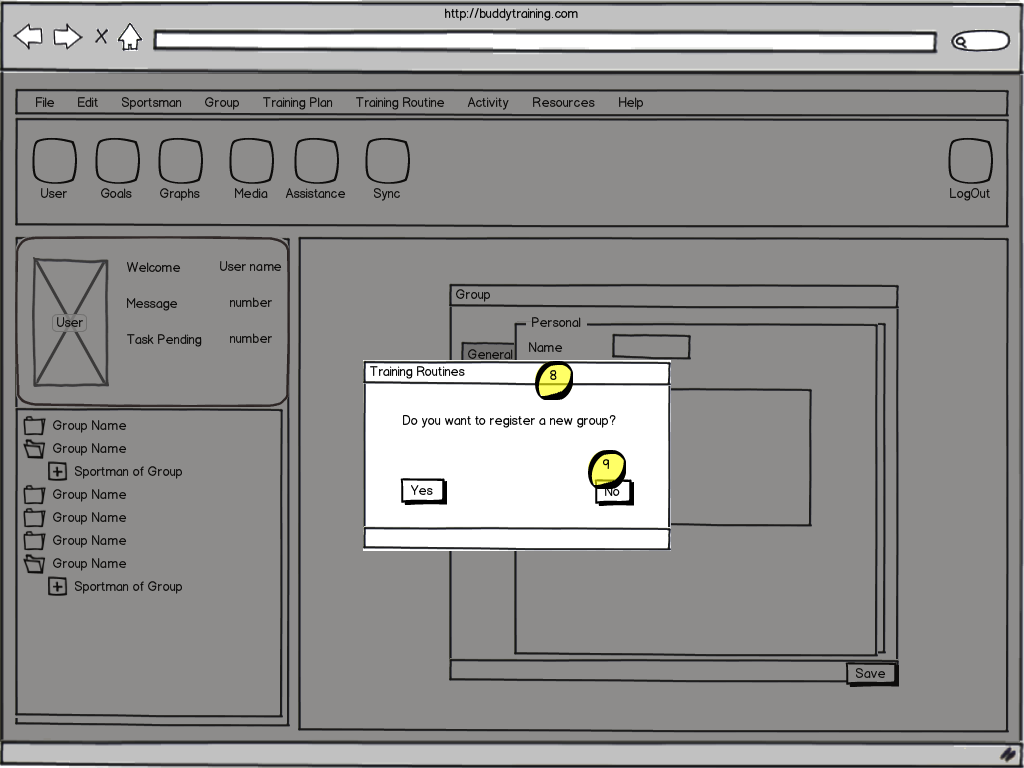 http://buddytraining.com
File Edit Sportsman Group Training Plan Training Routine Activity Resources Help
User Goals Graphs Media Assistance Sync LogOut
Welcome User name
Message number
User
Task Pending number
Group Name
Group Name
Sportman of Group
Group Name
Group Name
Group Name
Group Name
Sportman of Group
Group
Personal
Name
General
Training Routines
8
Do you want to register a new group?
9
Yes No
Save